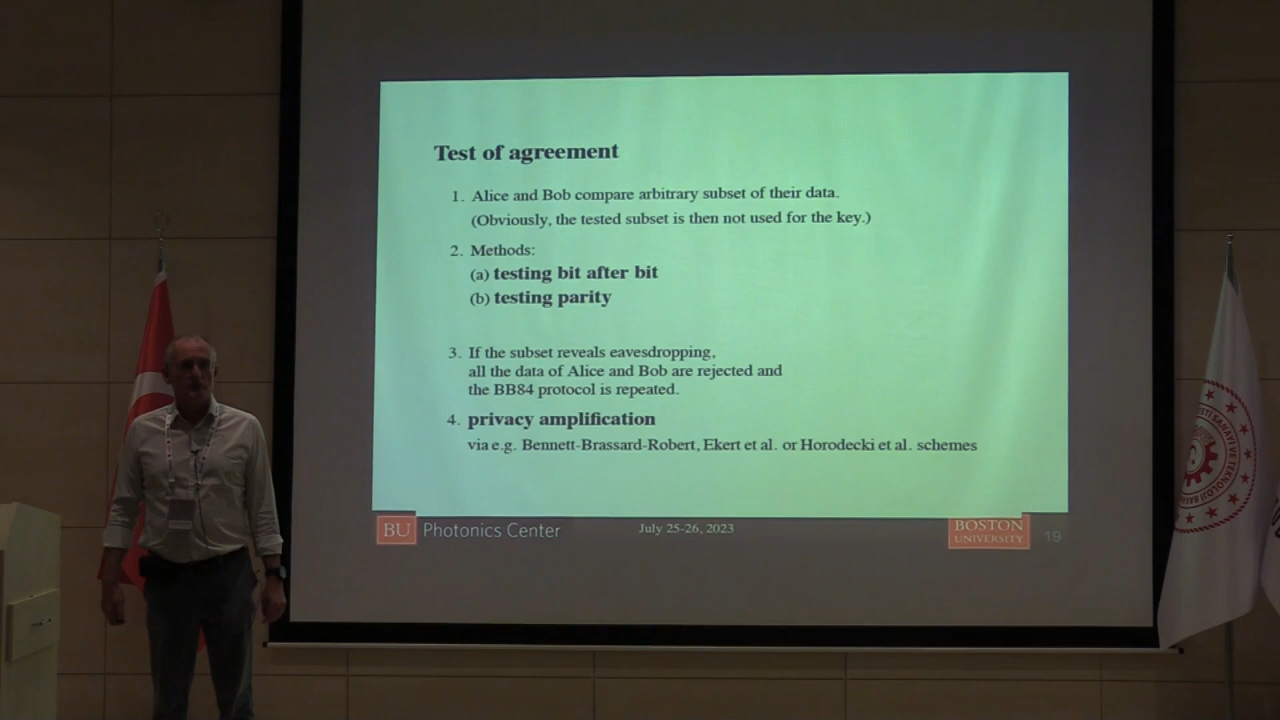 Test of agreement
1. Alice and Bob compare arbitrary subset of their data.
(Obviously, the tested subset is then not used for the key.)
2. Methods:
(a) testing bit after bit
(b) testing parity
3. If the subset reveals eavesdropping,
all the data of Alice and Bob are rejected and
the BB84 protocol is repeated.
4. privacy amplification
via e.g. Bennett-Brassard-Robert, Ekert et al. or Horodecki et al. schemes
BU Photonics Center
July 25-26, 2023
BOSTON
UNIVERSITY
19